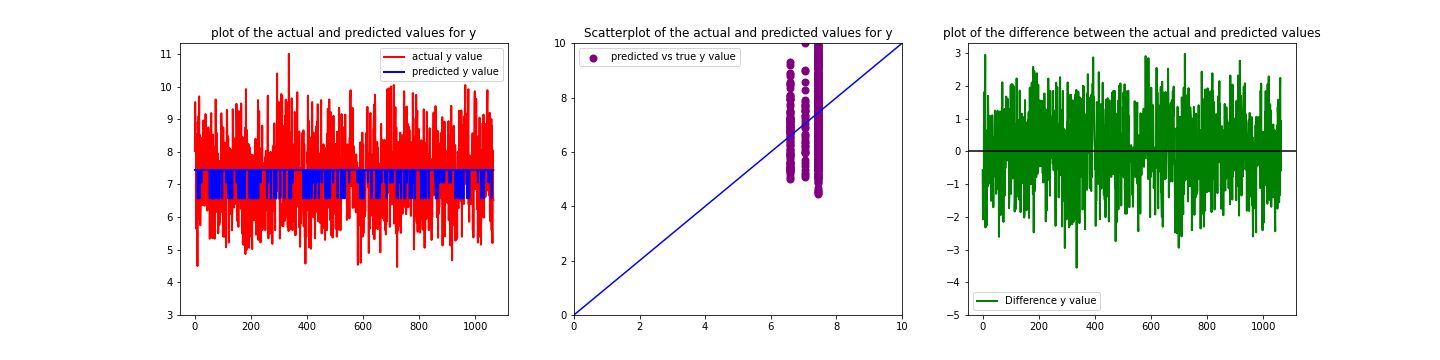 plot of the actual and predicted values for y
actual y value
predicted y value
11
10
9
8
7
6
5
4
3
0 200 400 600 800 1000
Scatterplot of the actual and predicted values for y
predicted vs true y value
10
8
6
4
2
0
0 2 4 6 8 10
plot of the difference between the actual and predicted values
3
2
1
0
−1
−2
−3
−4
−5
Difference y value
0 200 400 600 800 1000